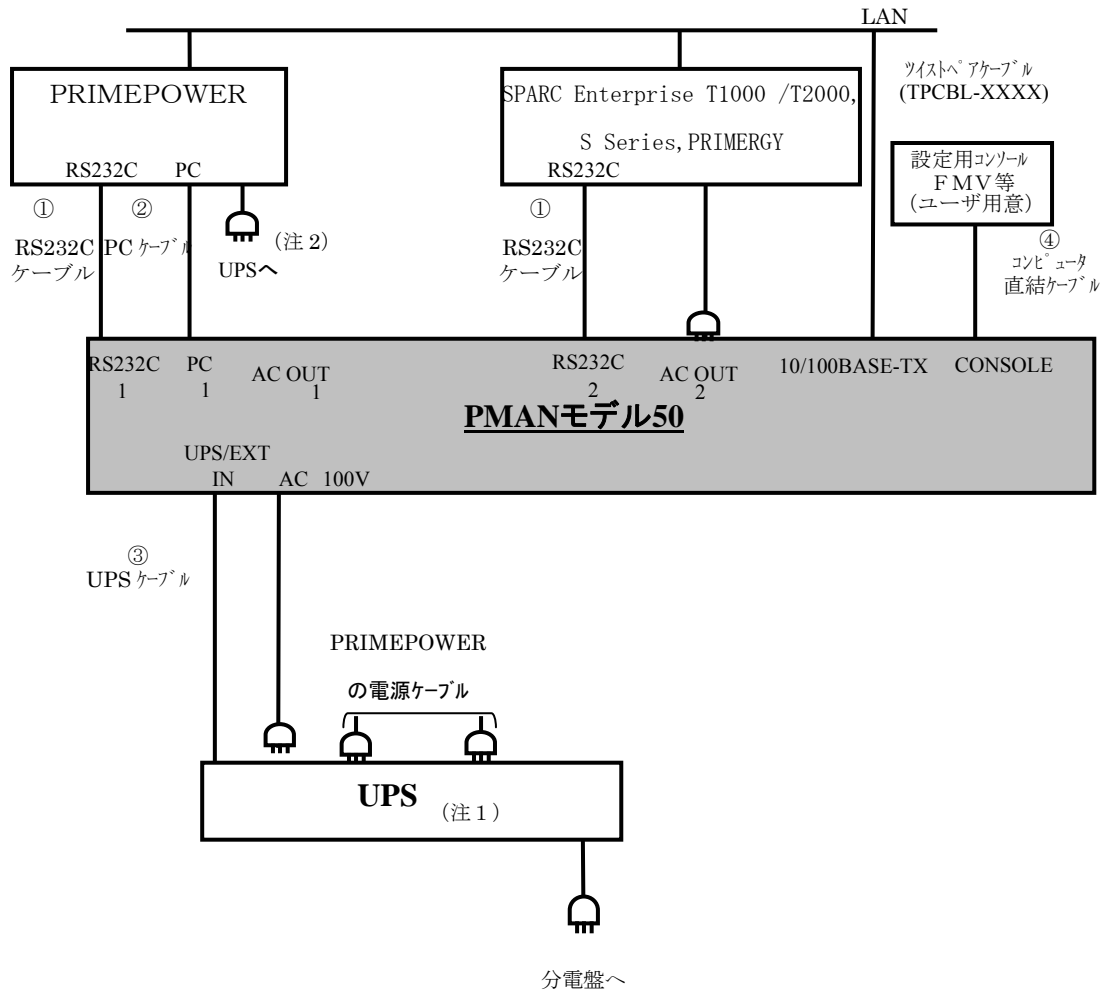 LAN
ツイストペアケーブル
(TPCBL-XXXX)
PRIMEPOWER
RS232C PC
SPARC Enterprise T1000 /T2000,
S Series,PRIMERGY
RS232C
設定用コンソール
FMV等
(ユーザ用意)
①
RS232C
ケーブル
②
PCケーブル
(注2)
UPSへ
①
RS232C
ケーブル
④
コンピュータ
直結ケーブル
RS232C
1
PC
1
AC OUT
1
RS232C
2
AC OUT
2
10/100BASE-TX
CONSOLE
PMANモデル50
UPS/EXT
IN
AC 100V
③
UPSケーブル
PRIMEPOWER
の電源ケーブル
UPS (注1)
分電盤へ